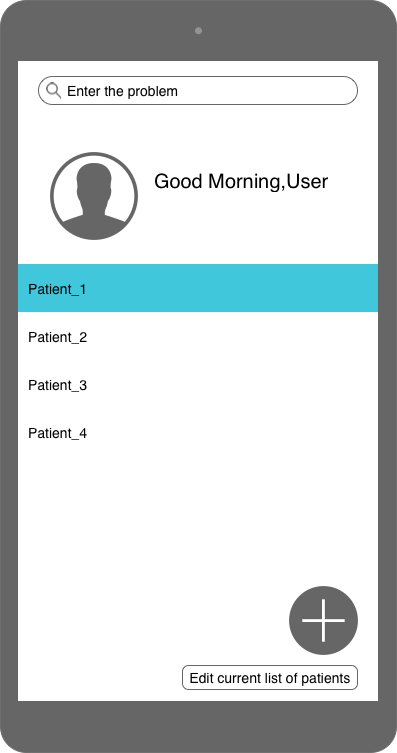 Enter the problem
Good Morning,User
Patient_1
Patient_2
Patient_3
Patient_4
Edit current list of patients